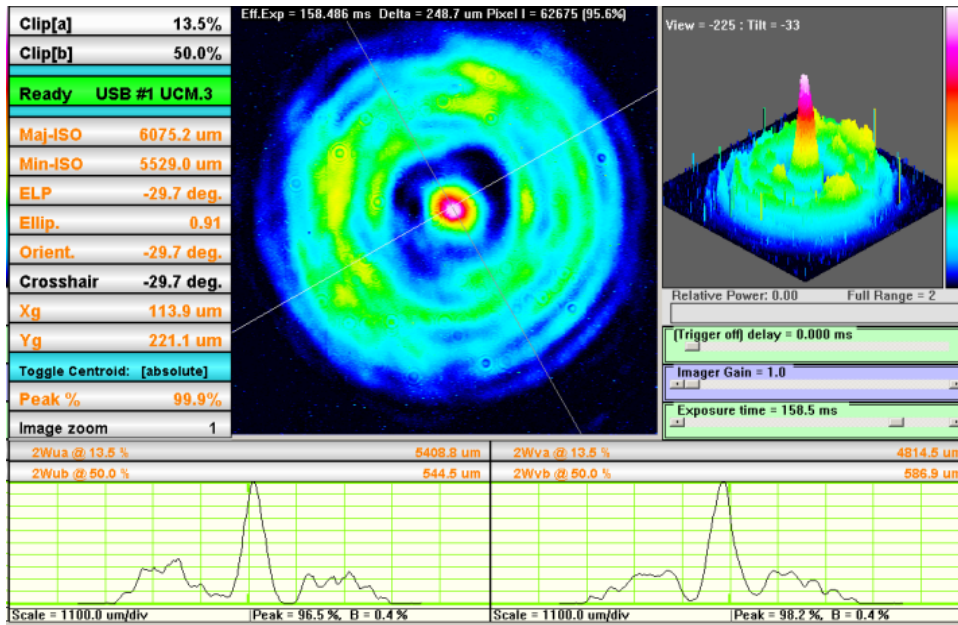 Clip[a] 13.5%
Clip[b] 50.0%
Ready USB #1 UCM.3
Maj-ISO 6075.2 um
Min-ISO 5529.0 um
ELP -29.7 deg.
Ellip. 0.91
Orient. -29.7 deg.
Crosshair -29.7 deg.
Xg 113.9 um
Yg 221.1 um
Toggle Centroid: [absolute]
Peak % 99.9%
Image zoom 1
Eff.Exp = 158.486 ms Delta = 248.7 um Pixel I = 62675 (95.6%)
View = -225 : Tilt = -33
Relative Power: 0.00 Full Range = 2
(Trigger off) delay = 0.000 ms
Imager Gain = 1.0
Exposure time = 158.5 ms
2Wua @ 13.5 % 5408.8 um
2Wub @ 50.0 % 544.5 um
Scale = 1100.0 um/div Peak = 96.5 %, B = 0.4 %
2Wva @ 13.5 % 4814.5 um
2Wvb @ 50.0 % 586.9 um
Scale = 1100.0 um/div Peak = 98.2 %, B = 0.4 %